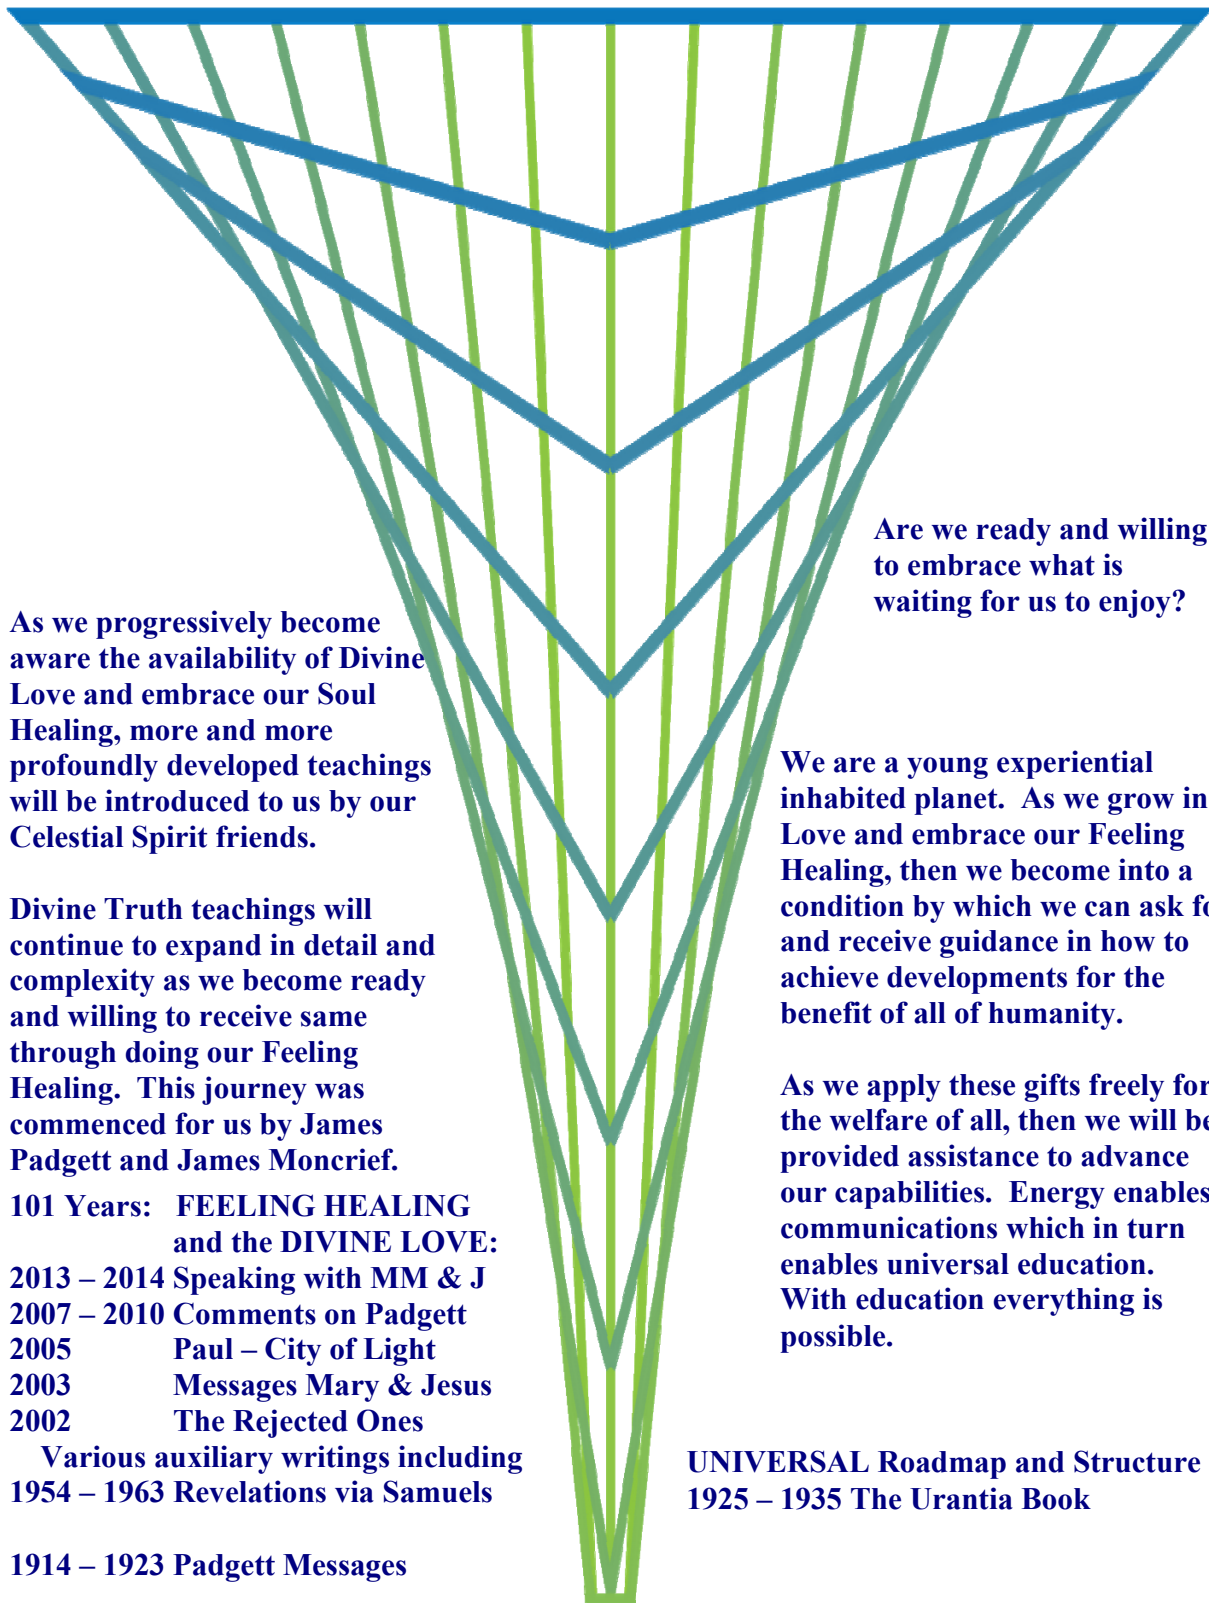 Are we ready and willing
to embrace what is
waiting for us to enjoy?
As we progressively become
aware the availability of Divine
Love and embrace our Soul
Healing, more and more
profoundly developed teachings
will be introduced to us by our
Celestial Spirit friends.
Divine Truth teachings will
continue to expand in detail and
complexity as we become ready
and willing to receive same
through doing our Feeling
Healing.  This journey was
commenced for us by James
Padgett and James Moncrief.
101 Years:   FEELING HEALING
and the DIVINE LOVE:
2013 – 2014 Speaking with MM & J
2007 – 2010 Comments on Padgett
2005 Paul – City of Light
2003 Messages Mary & Jesus
2002 The Rejected Ones
Various auxiliary writings including
1954 – 1963 Revelations via Samuels
1914 – 1923 Padgett Messages
We are a young experiential
inhabited planet.  As we grow in
Love and embrace our Feeling
Healing, then we become into a
condition by which we can ask fo
and receive guidance in how to
achieve developments for the
benefit of all of humanity.
As we apply these gifts freely for
the welfare of all, then we will be
provided assistance to advance
our capabilities.  Energy enables
communications which in turn
enables universal education.
With education everything is
possible.
UNIVERSAL Roadmap and Structure
1925 – 1935 The Urantia Book